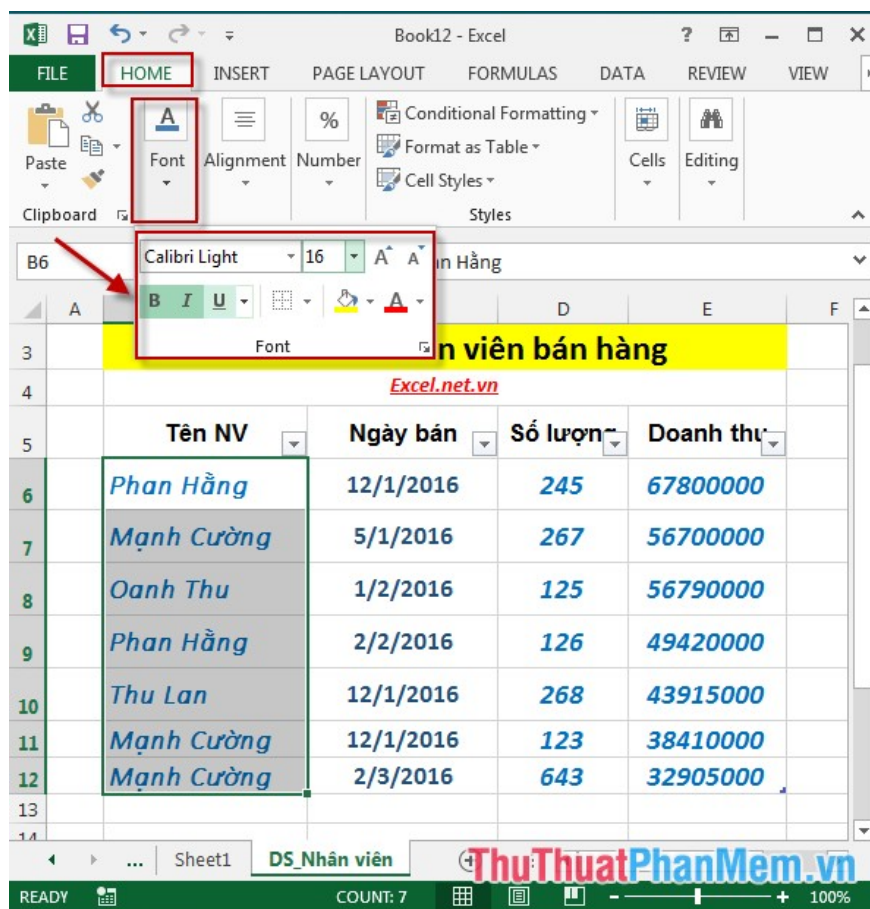 Book12 - Excel
?
FILE HOME INSERT PAGE LAYOUT FORMULAS DATA REVIEW VIEW
Paste
Font
Alignment
%
Number
Conditional Formatting
Format as Table
Cell Styles
Cells
Editing
Clipboard
Styles
B6
Calibri Light 16 A A n Hằng
B I U A
Font
A D E F
3 n viên bán hàng
4 Excel.net.vn
5 Tên NV Ngày bán Số lượng Doanh thu
6 Phan Hằng 12/1/2016 245 67800000
7 Mạnh Cường 5/1/2016 267 56700000
8 Oanh Thu 1/2/2016 125 56790000
9 Phan Hằng 2/2/2016 126 49420000
10 Thu Lan 12/1/2016 268 43915000
11 Mạnh Cường 12/1/2016 123 38410000
12 Mạnh Cường 2/3/2016 643 32905000
13
14
... Sheet1 DS_Nhân viên
ThuThuatPhanMem.vn
READY COUNT: 7 - + 100%